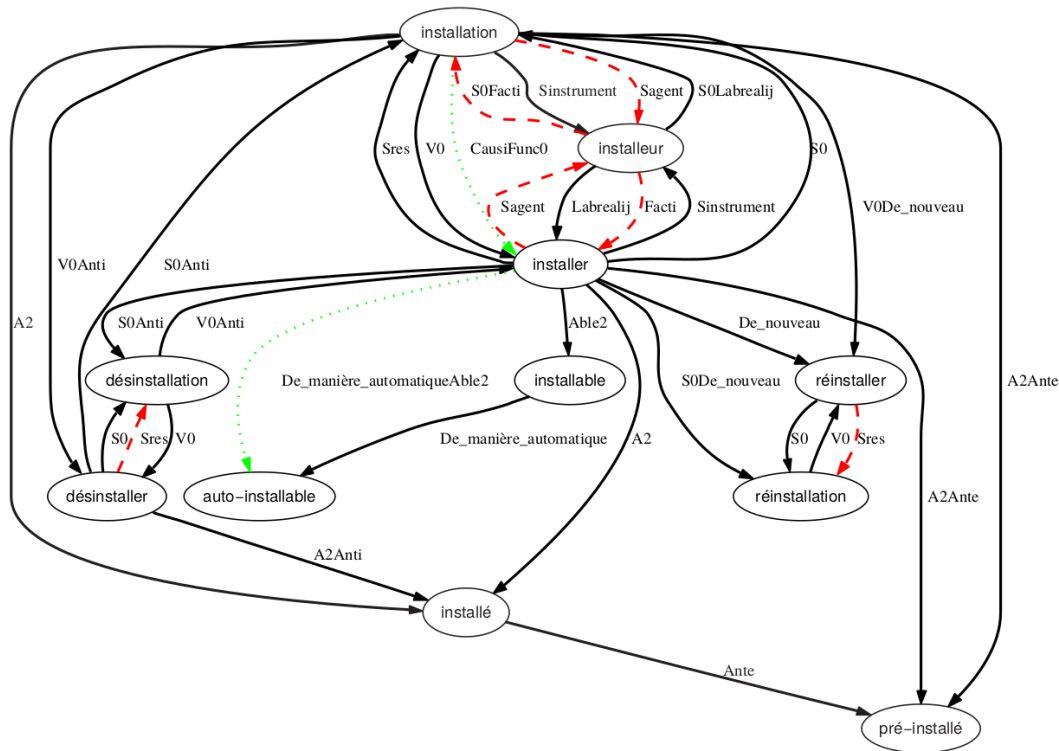 installation
S0Facti
Sinstrument
Sagent
S0Labrealij
Sres
V0
CausiFunc0
installeur
S0
Sagent
Labrealij
Facti
Sinstrument
V0De_nouveau
installer
V0Anti
S0Anti
A2
S0Anti
V0Anti
Able2
De_nouveau
désinstallation
De_manière_automatiqueAble2
installable
S0De_nouveau
réinstaller
A2Ante
S0
Sres
V0
De_manière_automatique
A2
S0
V0
Sres
désinstaller
auto-installable
réinstallation
A2Ante
A2Anti
installé
Ante
pré-installé